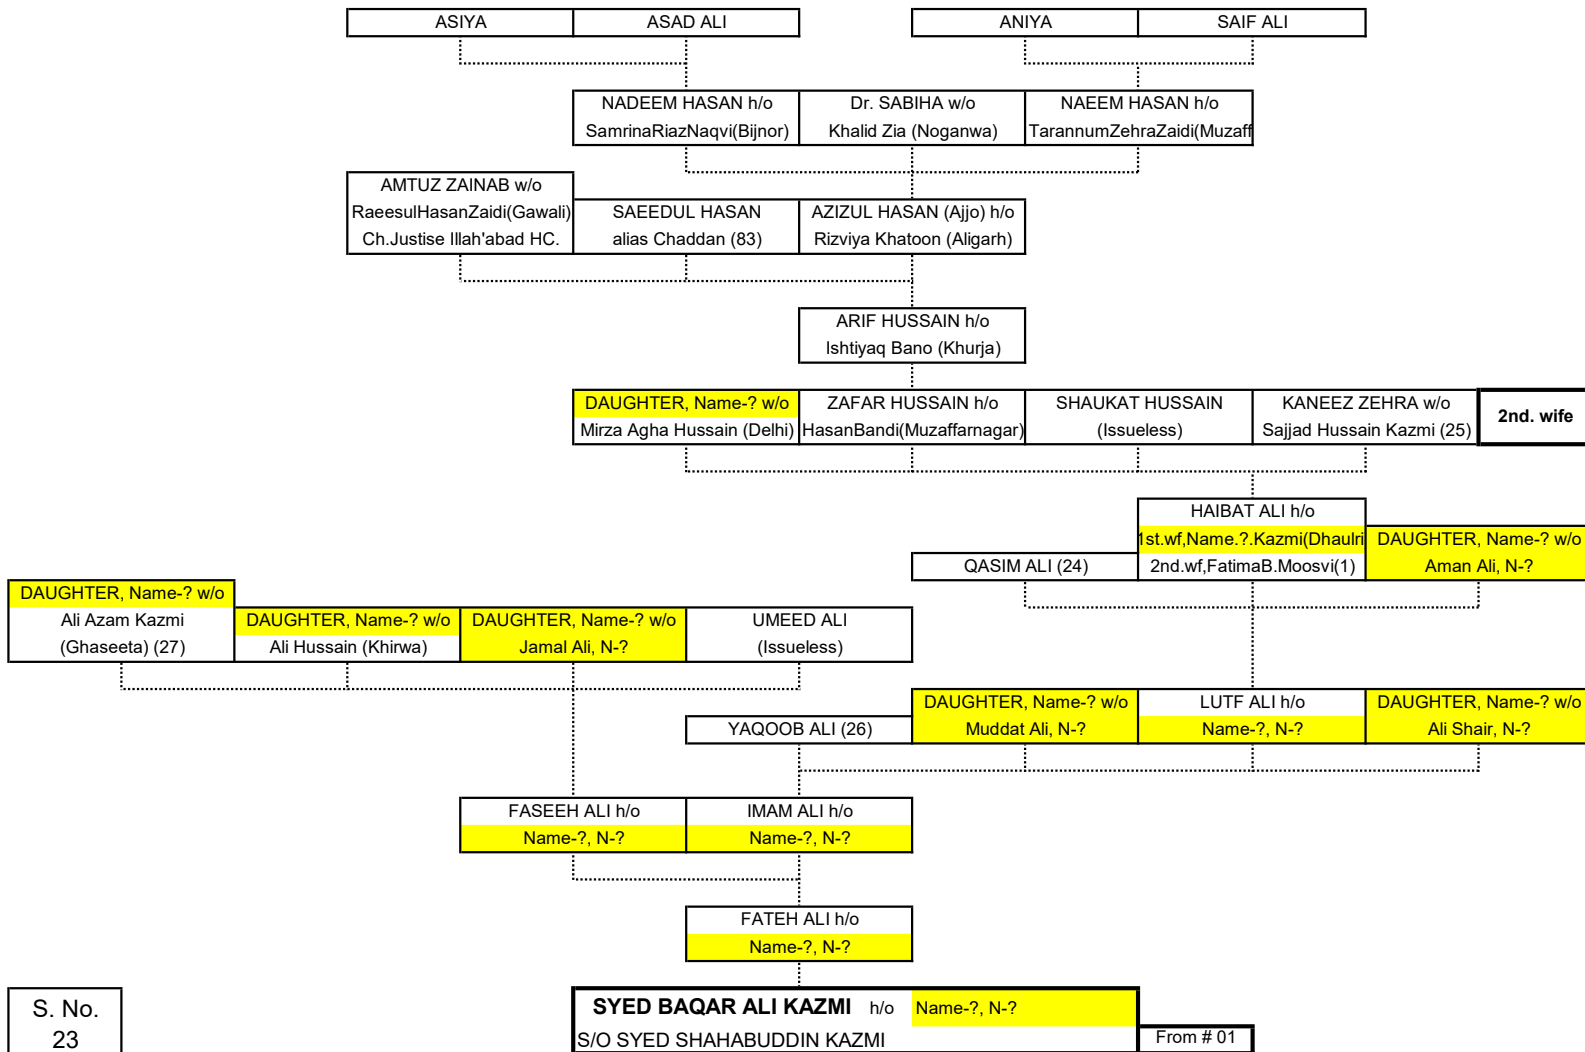 ASIYA
ASAD ALI
ANIYA
SAIF ALI
NADEEM HASAN h/o
SamrinaRiazNaqvi(Bijnor)
Dr. SABIHA w/o
Khalid Zia (Noganwa)
NAEEM HASAN h/o
TarannumZehraZaidi(Muzaff
AMTUZ ZAINAB w/o
RaeesulHasanZaidi(Gawali)
Ch.Justise Illah'abad HC.
SAEEDUL HASAN
alias Chaddan (83)
AZIZUL HASAN (Ajjo) h/o
Rizviya Khatoon (Aligarh)
ARIF HUSSAIN h/o
Ishtiyaq Bano (Khurja)
DAUGHTER, Name-? w/o
Mirza Agha Hussain (Delhi)
ZAFAR HUSSAIN h/o
HasanBandi(Muzaffarnagar)
SHAUKAT HUSSAIN
(Issueless)
KANEEZ ZEHRA w/o
Sajjad Hussain Kazmi (25)
2nd. wife
QASIM ALI (24)
HAIBAT ALI h/o
1st.wf,Name.?.Kazmi(Dhaulri
2nd.wf,FatimaB.Moosvi(1)
DAUGHTER, Name-? w/o
Aman Ali, N-?
DAUGHTER, Name-? w/o
Ali Azam Kazmi
(Ghaseeta) (27)
DAUGHTER, Name-? w/o
Ali Hussain (Khirwa)
DAUGHTER, Name-? w/o
Jamal Ali, N-?
UMEED ALI
(Issueless)
YAQOOB ALI (26)
DAUGHTER, Name-? w/o
Muddat Ali, N-?
LUTF ALI h/o
Name-?, N-?
DAUGHTER, Name-? w/o
Ali Shair, N-?
FASEEH ALI h/o
Name-?, N-?
IMAM ALI h/o
Name-?, N-?
FATEH ALI h/o
Name-?, N-?
S. No.
23
SYED BAQAR ALI KAZMI h/o Name-?, N-?
S/O SYED SHAHABUDDIN KAZMI
From # 01